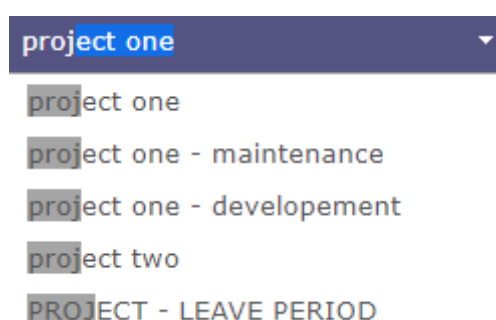 project one
project one
project one - maintenance
project one - developement
project two
PROJECT - LEAVE PERIOD